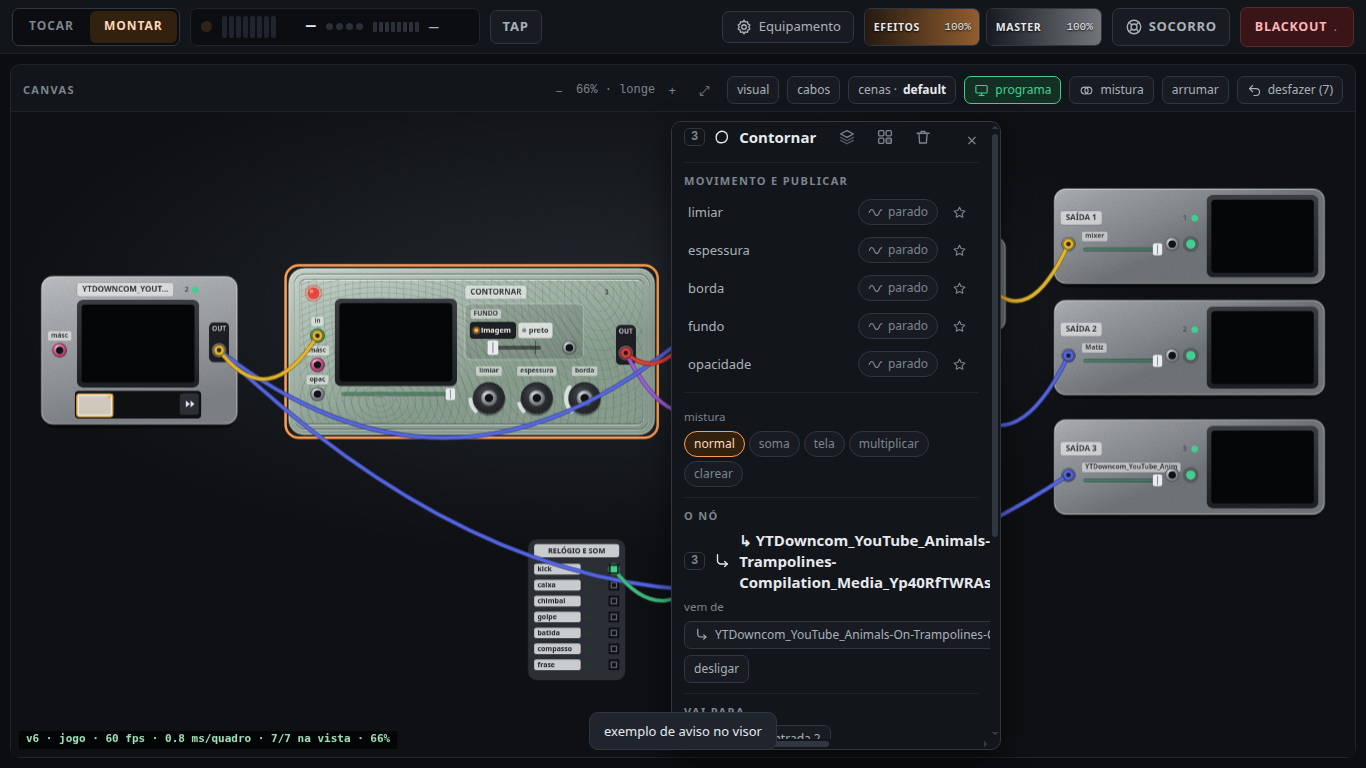 TOCAR
MONTAR
TAP
Equipamento
EFEITOS 100%
MASTER 100%
SOCORRO
BLACKOUT .
CANVAS
– 66% · longe +
visual
cabos
cenas · default
programa
mistura
arrumar
desfazer (7)
YTDOWNCOM_YOUT... 2
másc
OUT
CONTORNAR 3
FUNDO
in
imagem
preto
másc
OUT
opac
limiar
espessura
borda
RELÓGIO E SOM
kick
caixa
chimbal
golpe
batida
compasso
frase
3 Contornar ×
MOVIMENTO E PUBLICAR
limiar parado
espessura parado
borda parado
fundo parado
opacidade parado
mistura
normal soma tela multiplicar
clarear
O NÓ
3 ↳ ↳ YTDowncom_YouTube_Animals-
Trampolines-
Compilation_Media_Yp40RfTWRAs
vem de
↳ YTDowncom_YouTube_Animals-On-Trampolines-C
desligar
VAI PARA
ntrada 2
SAÍDA 1 1
mixer
SAÍDA 2 2
Matiz
SAÍDA 3 3
YTDowncom_YouTube_Anim
exemplo de aviso no visor
v6 · jogo · 60 fps · 0.8 ms/quadro · 7/7 na vista · 66%